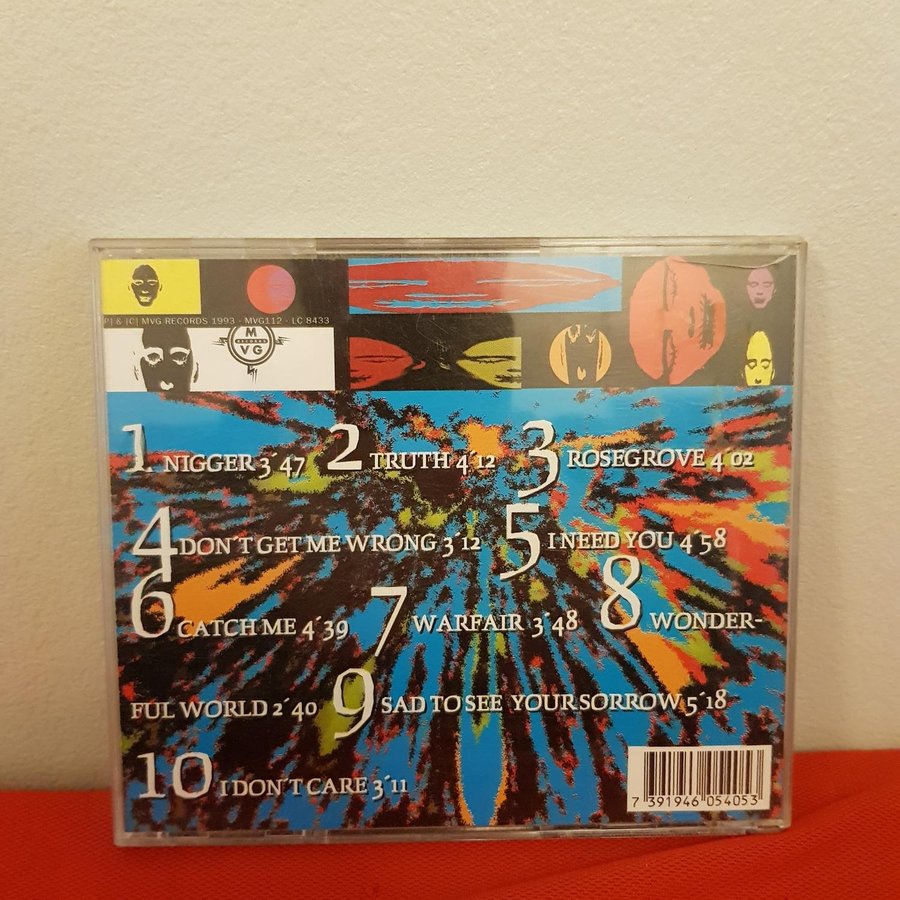 P| & |C| MVG RECORDS 1993 - MVG112 - LC 8433
M
RECORDS
V G
L
1 NIGGER 3´47 2 TRUTH 4´12 3 ROSEGROVE 4´02
4 DON´T GET ME WRONG 3´12 5 I NEED YOU 4´58
6 CATCH ME 4´39 7 WARFAIR 3´48 8 WONDER-
FUL WORLD 2´40 9 SAD TO SEE YOUR SORROW 5´18
10 I DON´T CARE 3´11
7 391946 054053